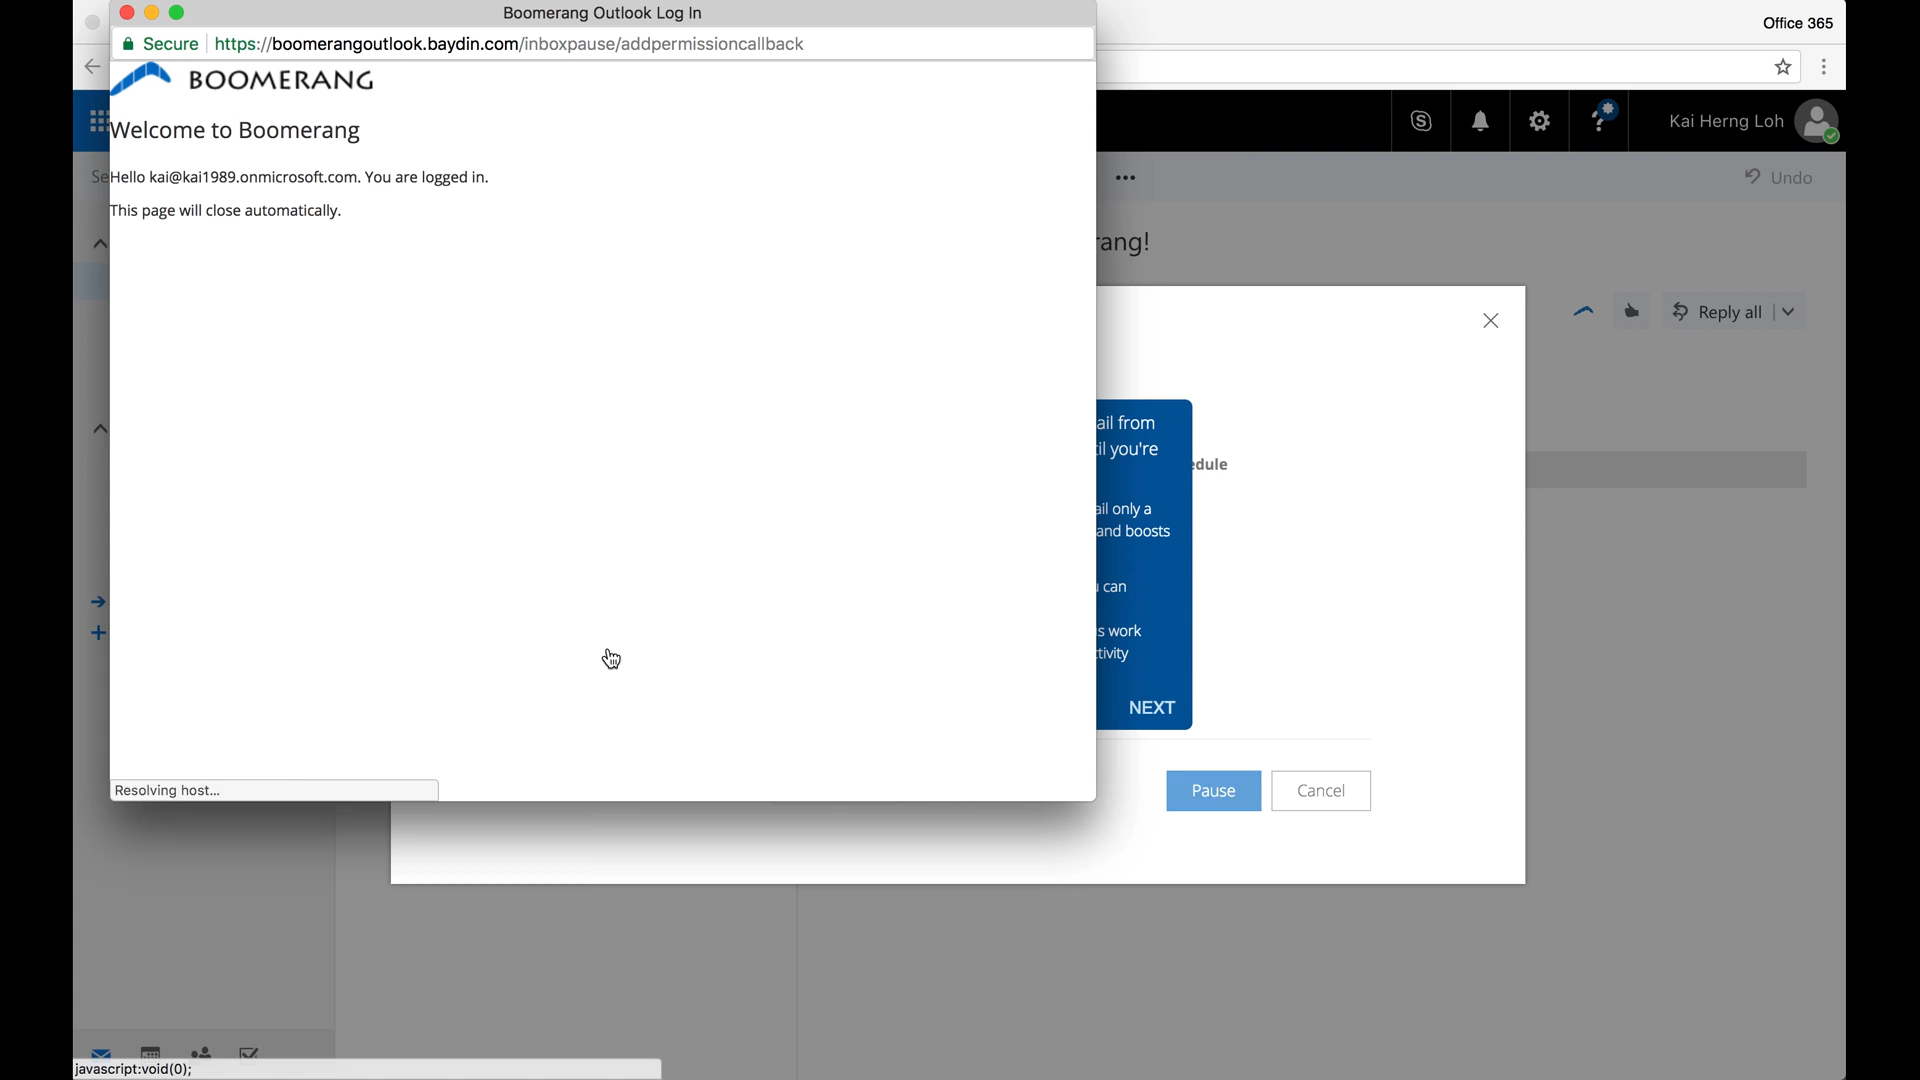 Boomerang Outlook Log In
Office 365
Secure https://boomerangoutlook.baydin.com/inboxpause/addpermissioncallback
BOOMERANG
Welcome to Boomerang
Kai Herng Loh
Se
Hello kai@kai1989.onmicrosoft.com. You are logged in.
Undo
This page will close automatically.
rang!
Reply all
ail from
il you're
edule
ail only a
and boosts
u can
s work
tivity
NEXT
Resolving host...
Pause
Cancel
javascript:void(0);